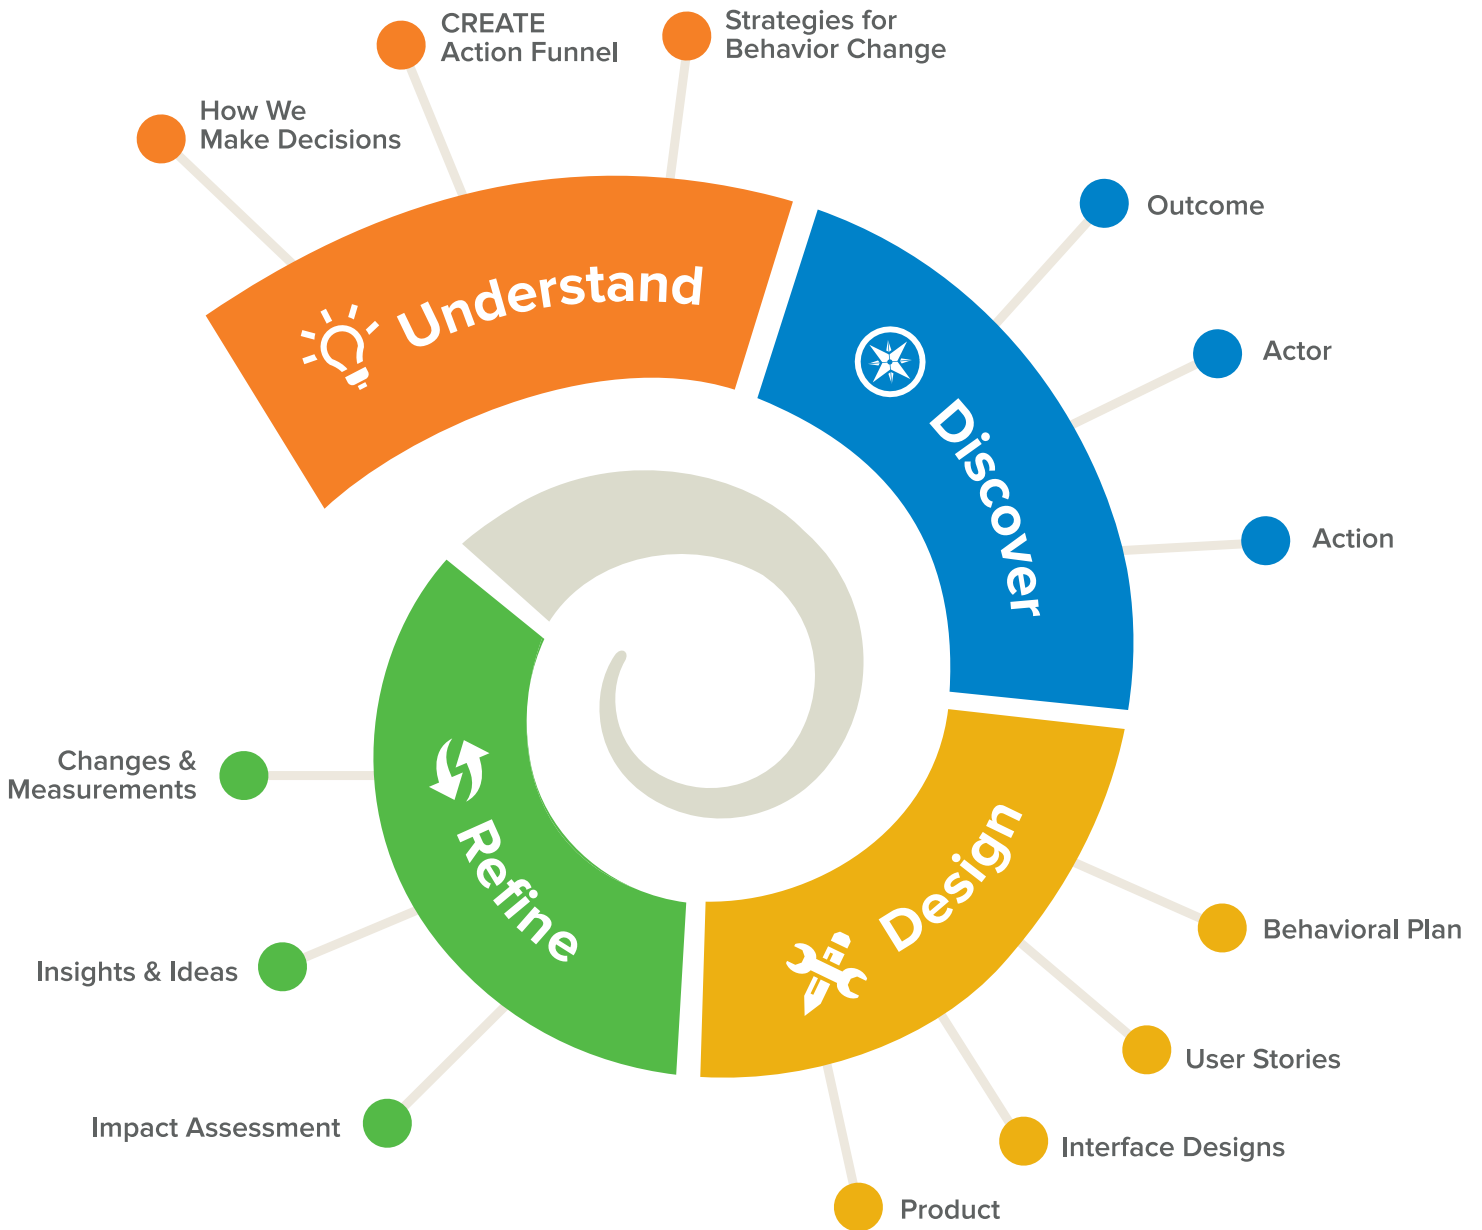 CREATE
Action Funnel
Strategies for
Behavior Change
How We
Make Decisions
Understand
Outcome
Actor
Action
Discover
Behavioral Plan
User Stories
Interface Designs
Product
Design
Changes &
Measurements
Insights & Ideas
Impact Assessment
Refine